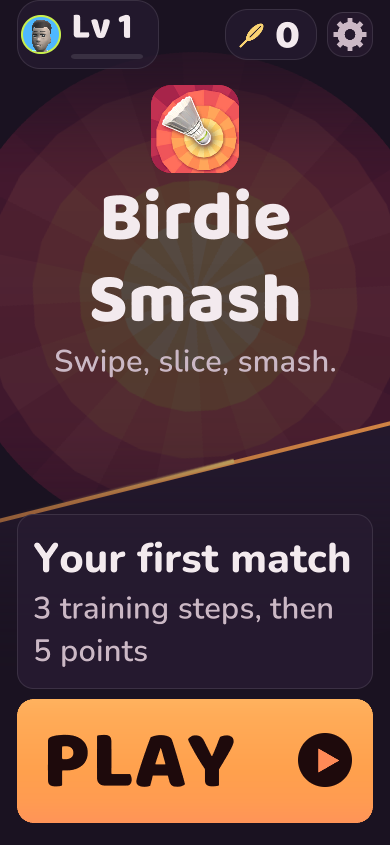 Lv 1
0
Birdie
Smash
Swipe, slice, smash.
Your first match
3 training steps, then
5 points
PLAY